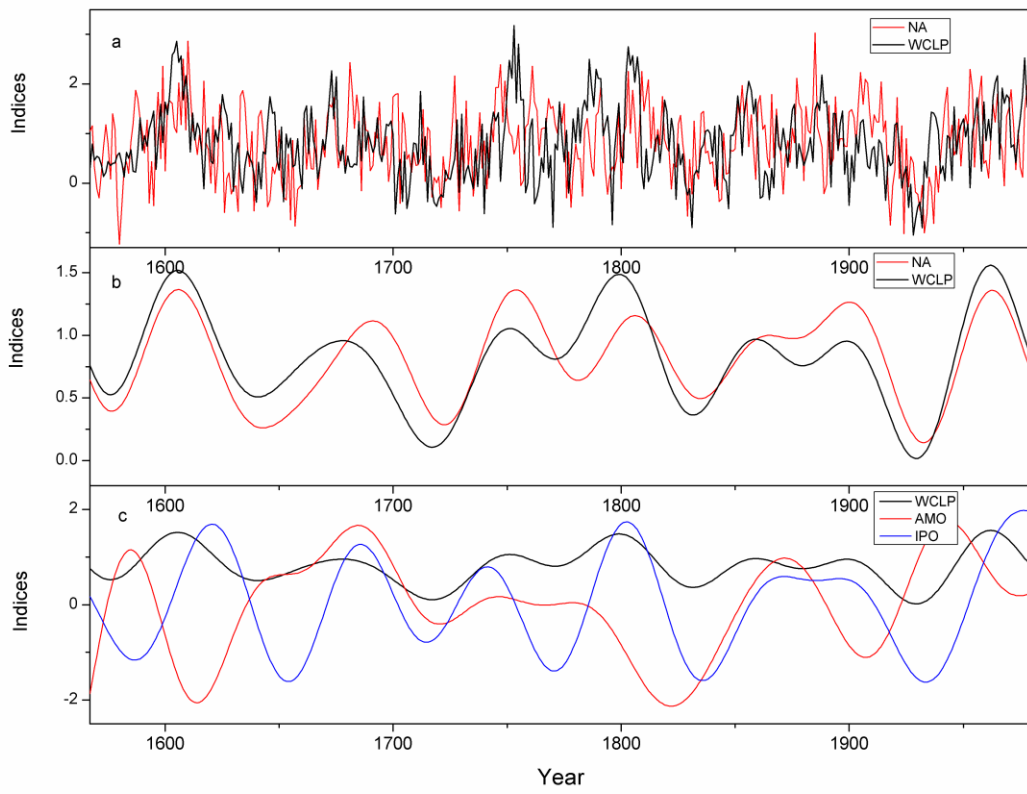 a
NA
WCLP
Indices
2
0
1600 1700 1800 1900
b
NA
WCLP
Indices
1.5
1.0
0.5
0.0
1600 1700 1800 1900
c
WCLP
AMO
IPO
Indices
2
0
-2
1600 1700 1800 1900
Year